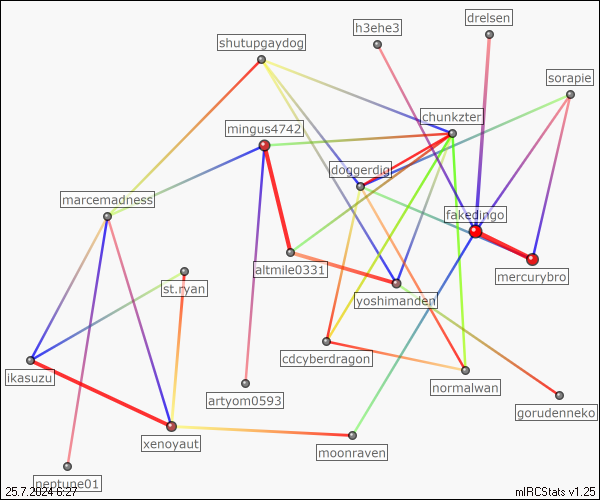 drelsen
h3ehe3
shutupgaydog
sorapie
chunkzter
mingus4742
doggerdig
marcemadness
fakedingo
altmile0331
mercurybro
st.ryan
yoshimanden
cdcyberdragon
ikasuzu
normalwan
artyom0593
gorudenneko
xenoyaut
moonraven
neptune01
25.7.2024 6:27
mIRCStats v1.25